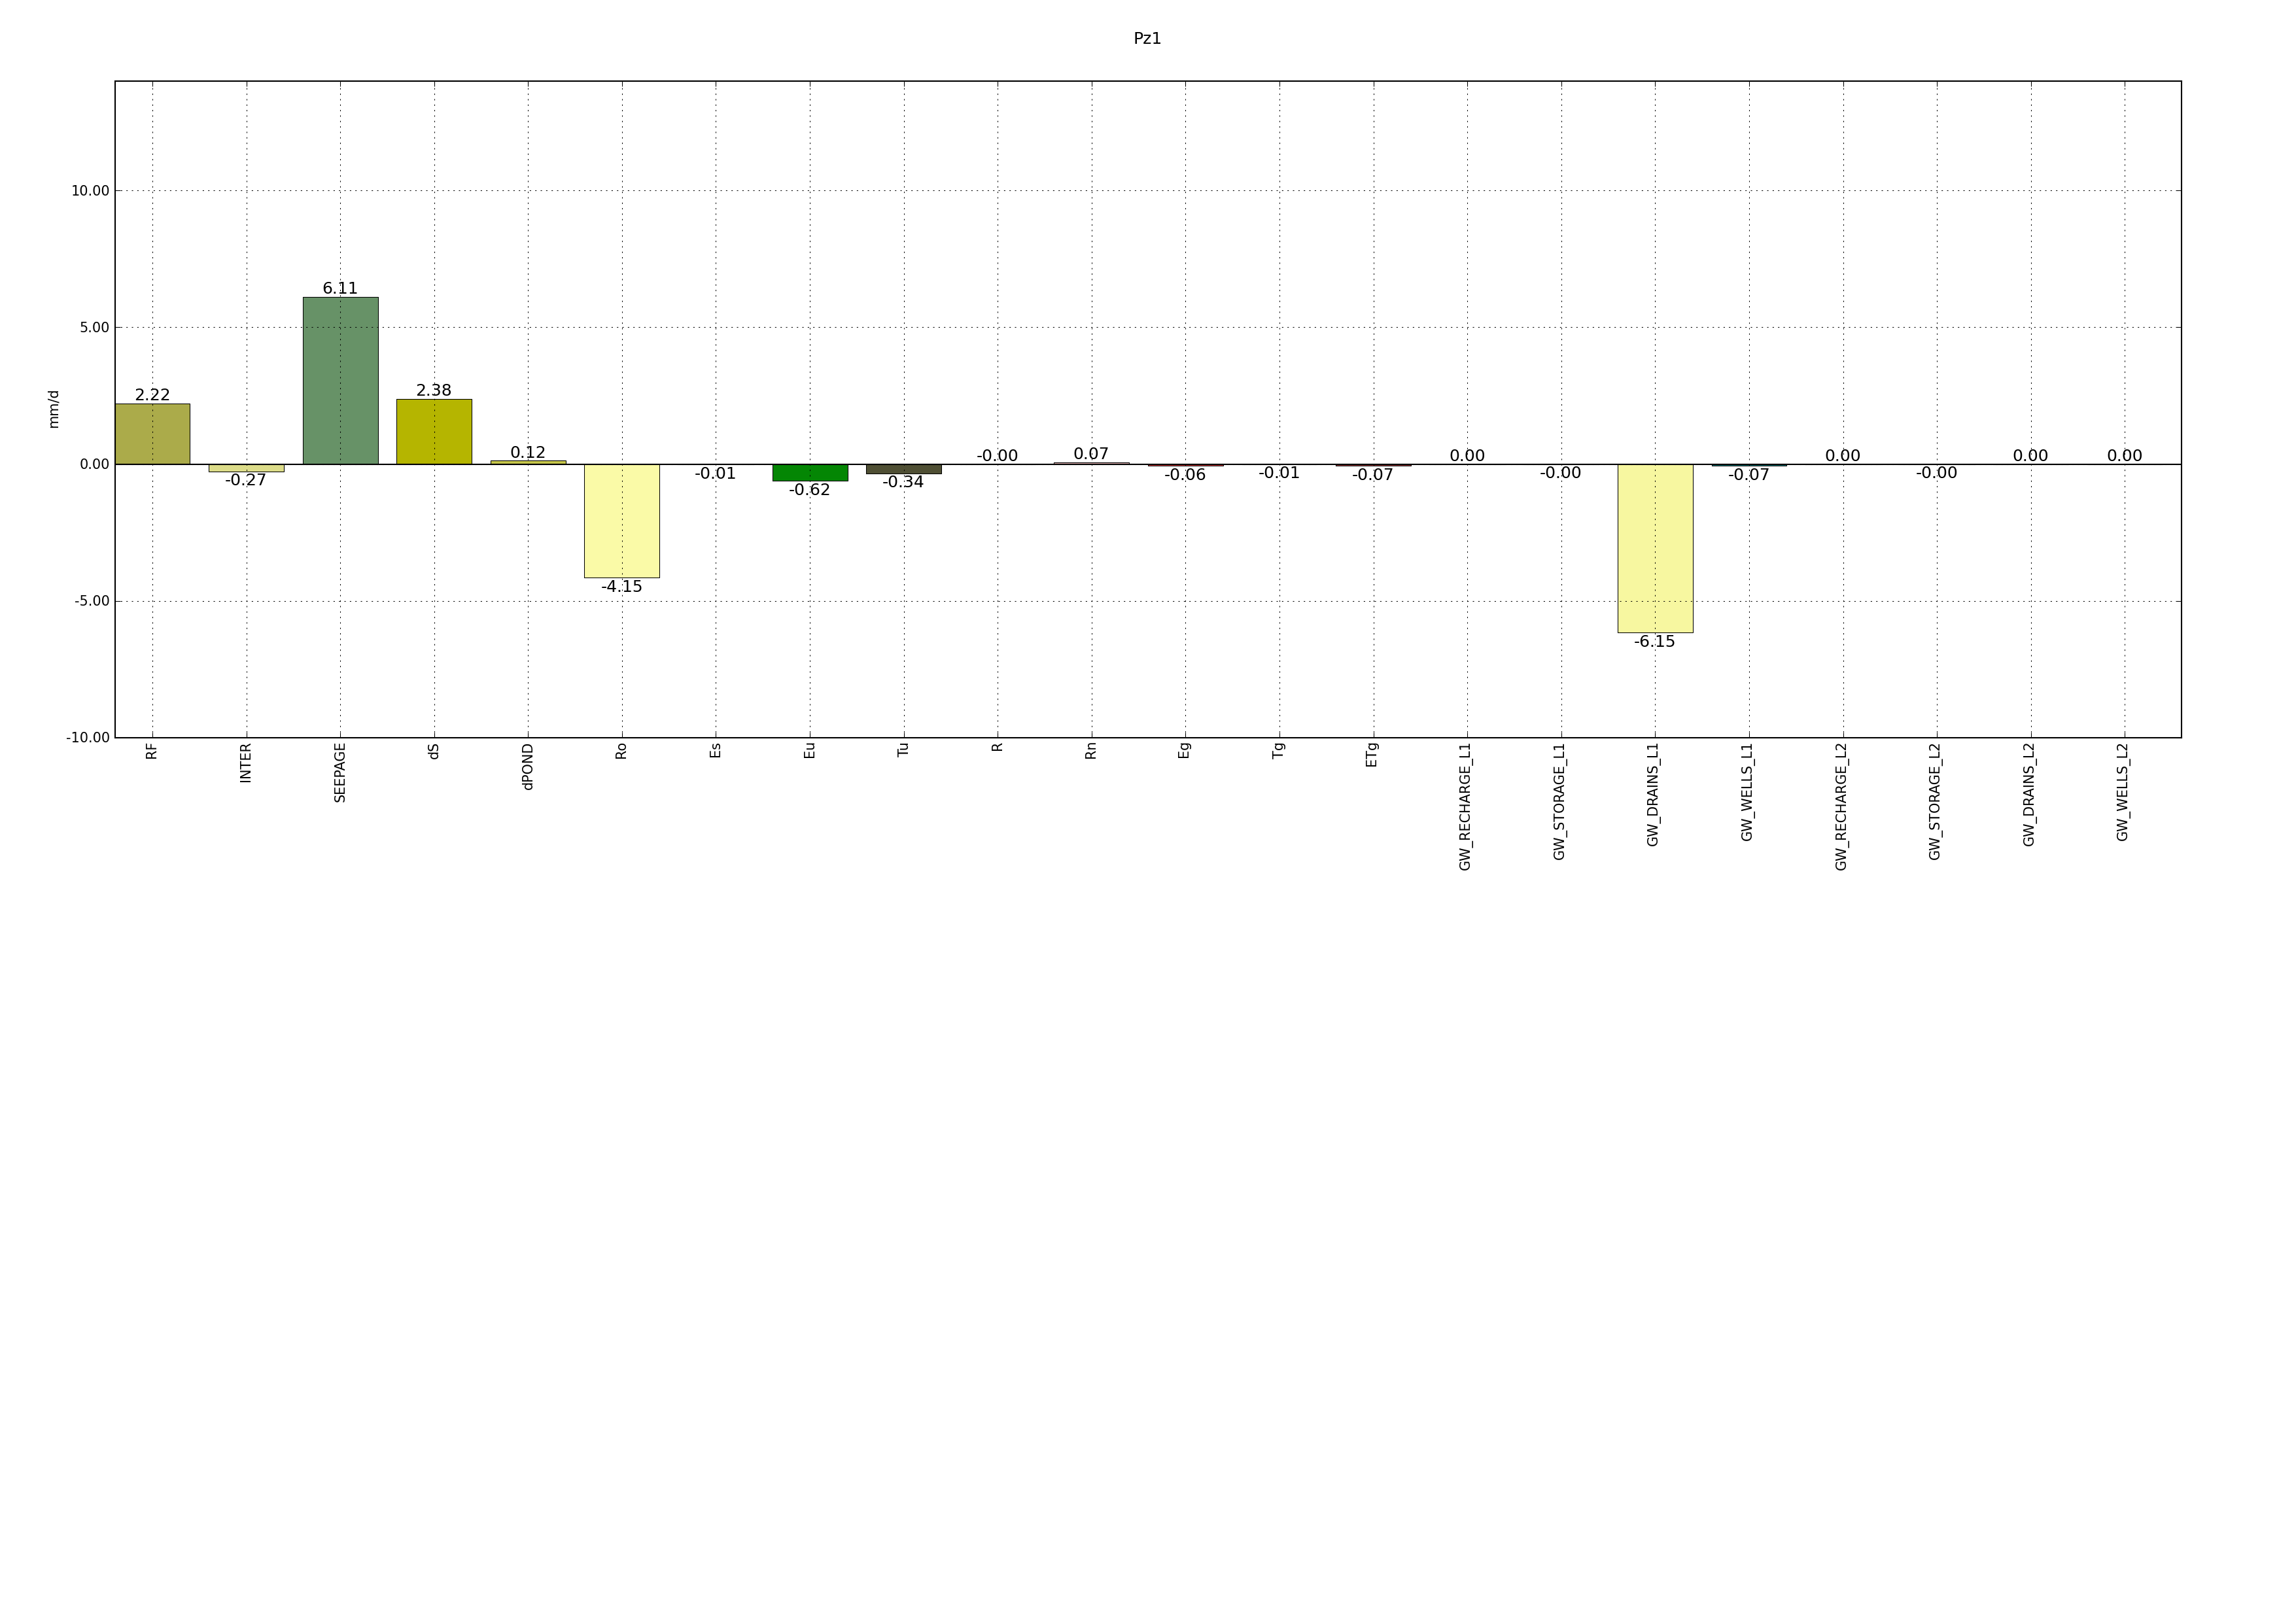 Pz1
10.00
5.00
0.00
-5.00
-10.00
mm/d
2.22
-0.27
6.11
2.38
0.12
-4.15
-0.01
-0.62
-0.34
-0.00
0.07
-0.06
-0.01
-0.07
0.00
-0.00
-6.15
-0.07
0.00
-0.00
0.00
0.00
RF
INTER
SEEPAGE
dS
dPOND
Ro
Es
Eu
Tu
R
Rn
Eg
Tg
ETg
GW_RECHARGE_L1
GW_STORAGE_L1
GW_DRAINS_L1
GW_WELLS_L1
GW_RECHARGE_L2
GW_STORAGE_L2
GW_DRAINS_L2
GW_WELLS_L2